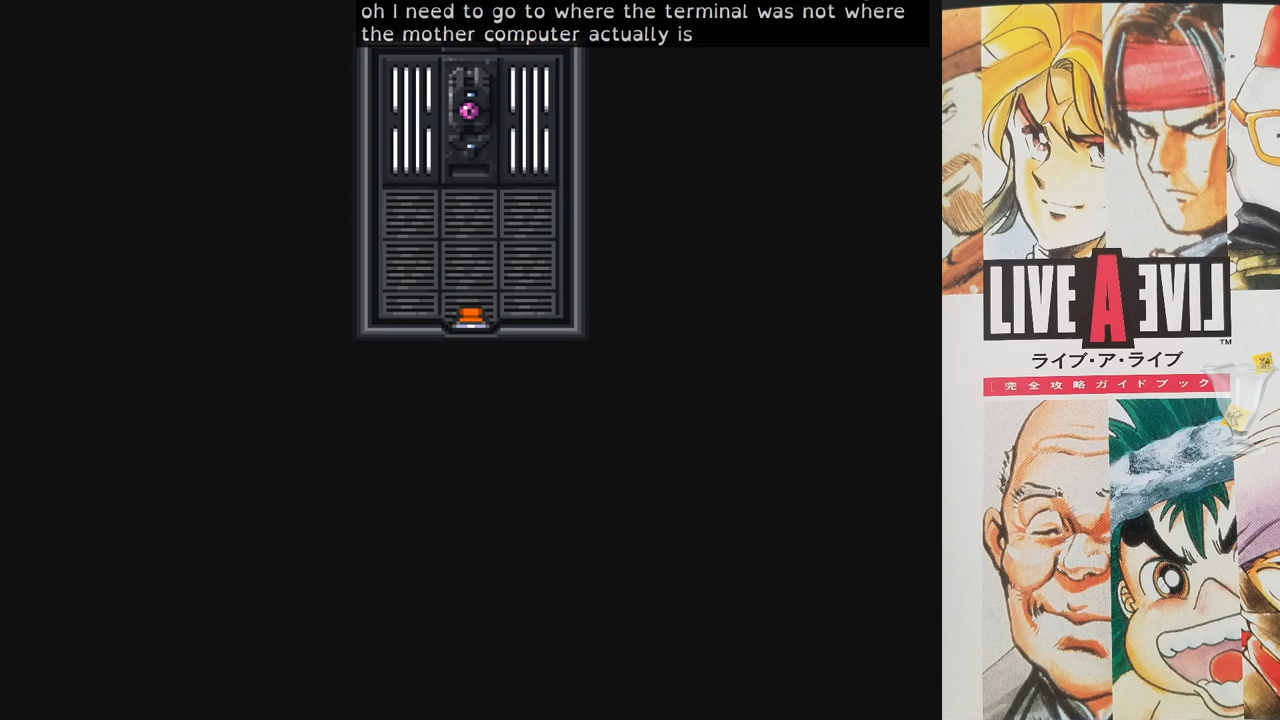 oh I need to go to where the terminal was not where
the mother computer actually is
LIVE A LIVE
TM
ライブ・ア・ライブ
[完全攻略ガイドブック